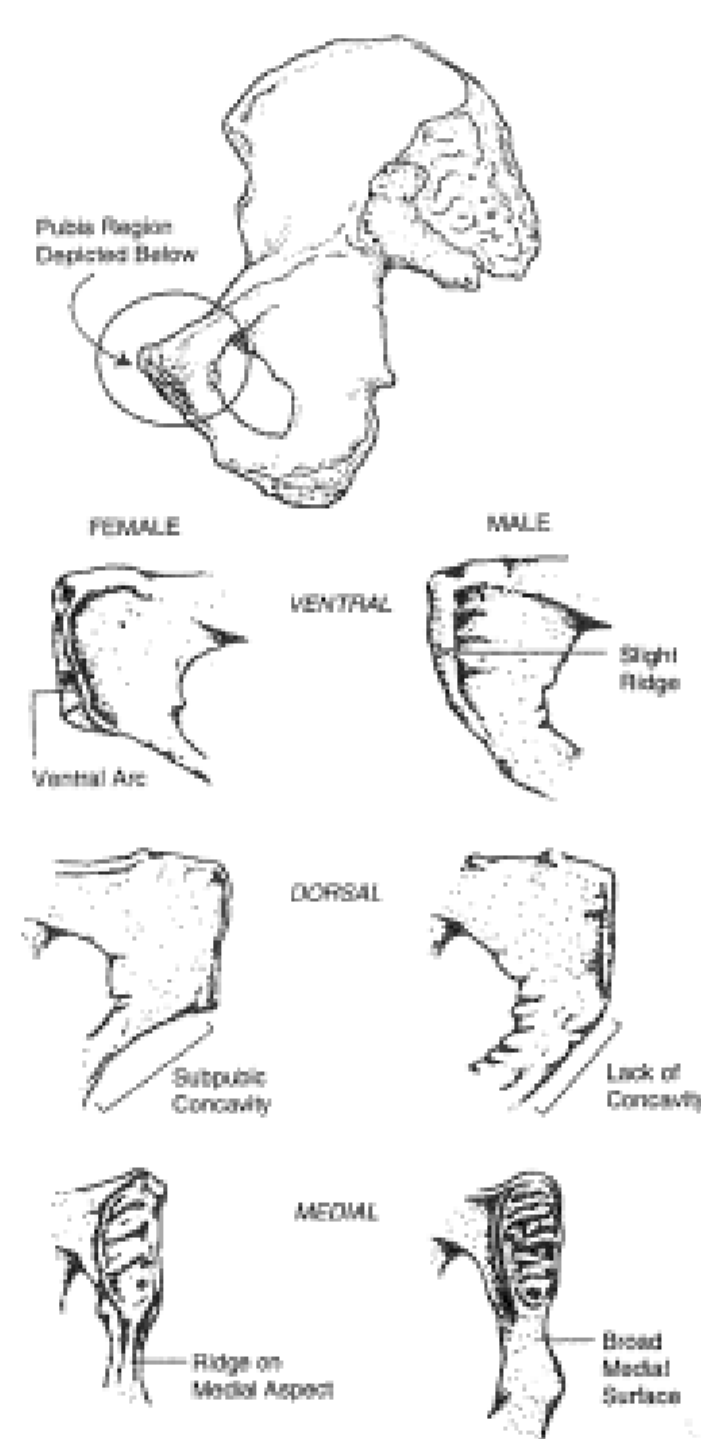 Pubis Region
Depicted Below
FEMALE
MALE
VENTRAL
Slight
Ridge
Ventral Arc
DORSAL
Subpubic
Concavity
Lack of
Concavity
MEDIAL
Ridge on
Medial Aspect
Broad
Medial
Surface